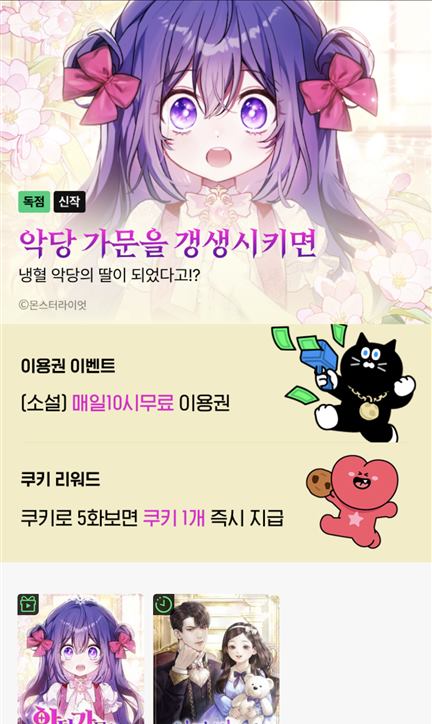 독점 신작
악당 가문을 갱생시키면
냉혈 악당의 딸이 되었다고!?
©몬스터라이엇
이용권 이벤트
(소설) 매일10시무료 이용권
쿠키 리워드
쿠키로 5화보면 쿠키 1개 즉시 지급